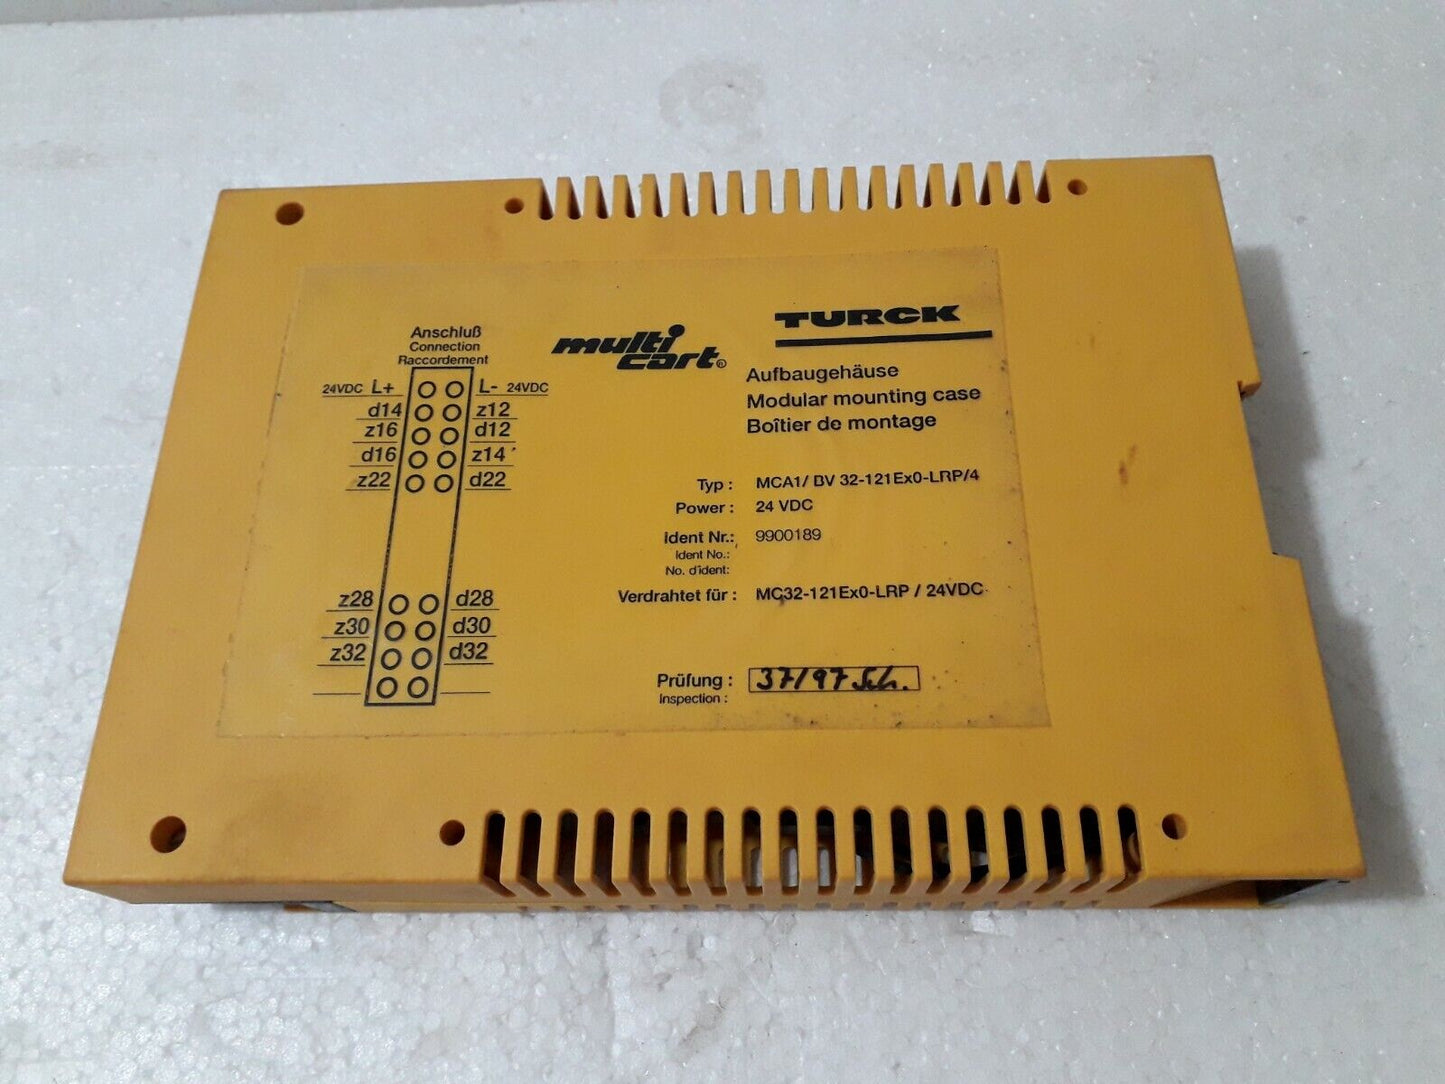 Anschluß
Connection
Raccordement
24VDC L+ L- 24VDC
d14 z12
z16 d12
d16 z14
z22 d22
z28 d28
z30 d30
z32 d32
multi
cart®
TURCK
Aufbaugehäuse
Modular mounting case
Boîtier de montage
Typ : MCA1/ BV 32-121Ex0-LRP/4
Power : 24 VDC
Ident Nr.: 9900189
Ident No.:
No. d'ident:
Verdrahtet für : MC32-121Ex0-LRP / 24VDC
Prüfung : 37/97 Sch.
Inspection :